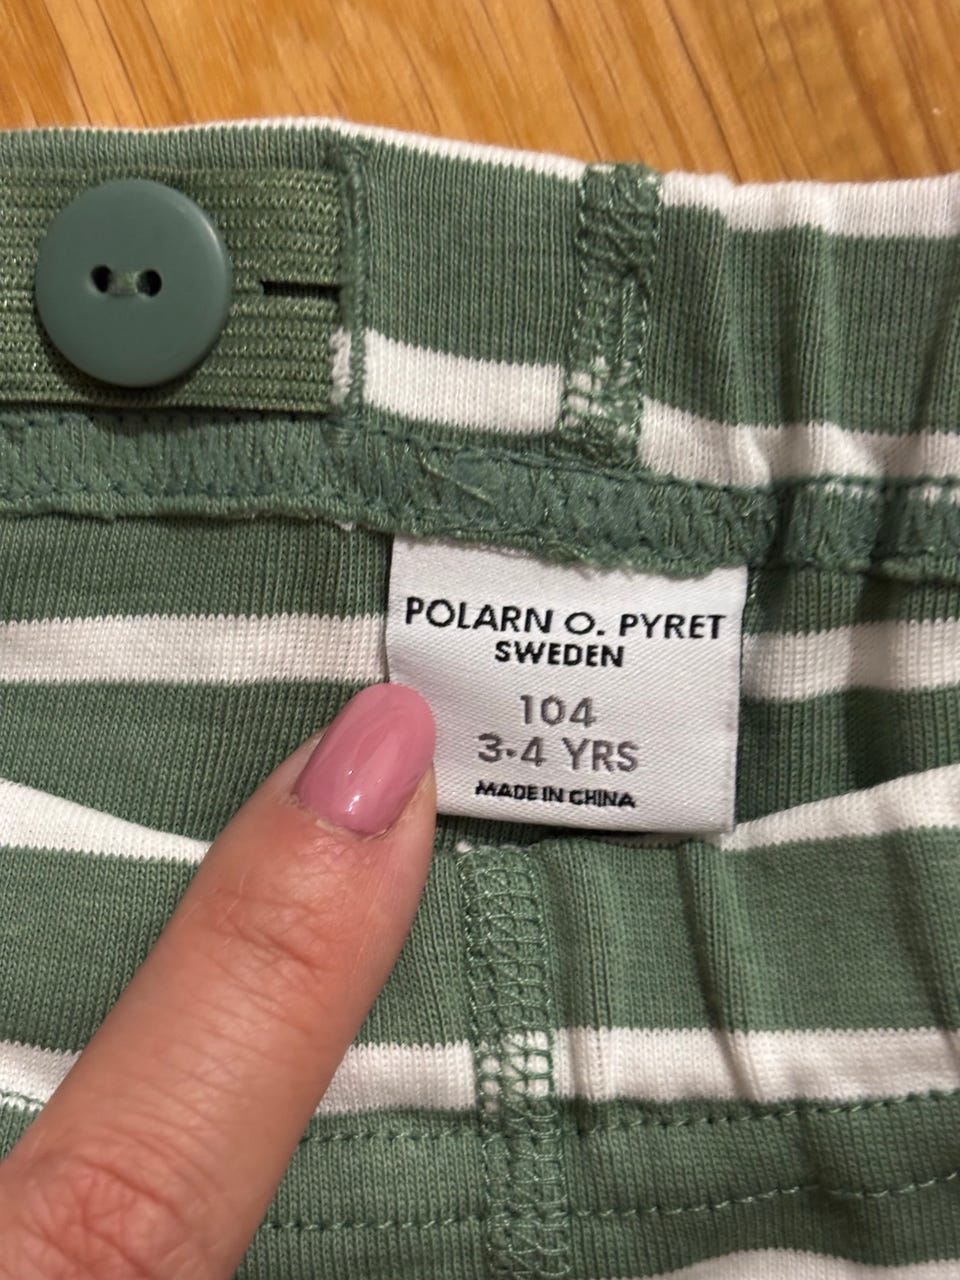 POLARN O. PYRET
SWEDEN
104
3-4 YRS
MADE IN CHINA